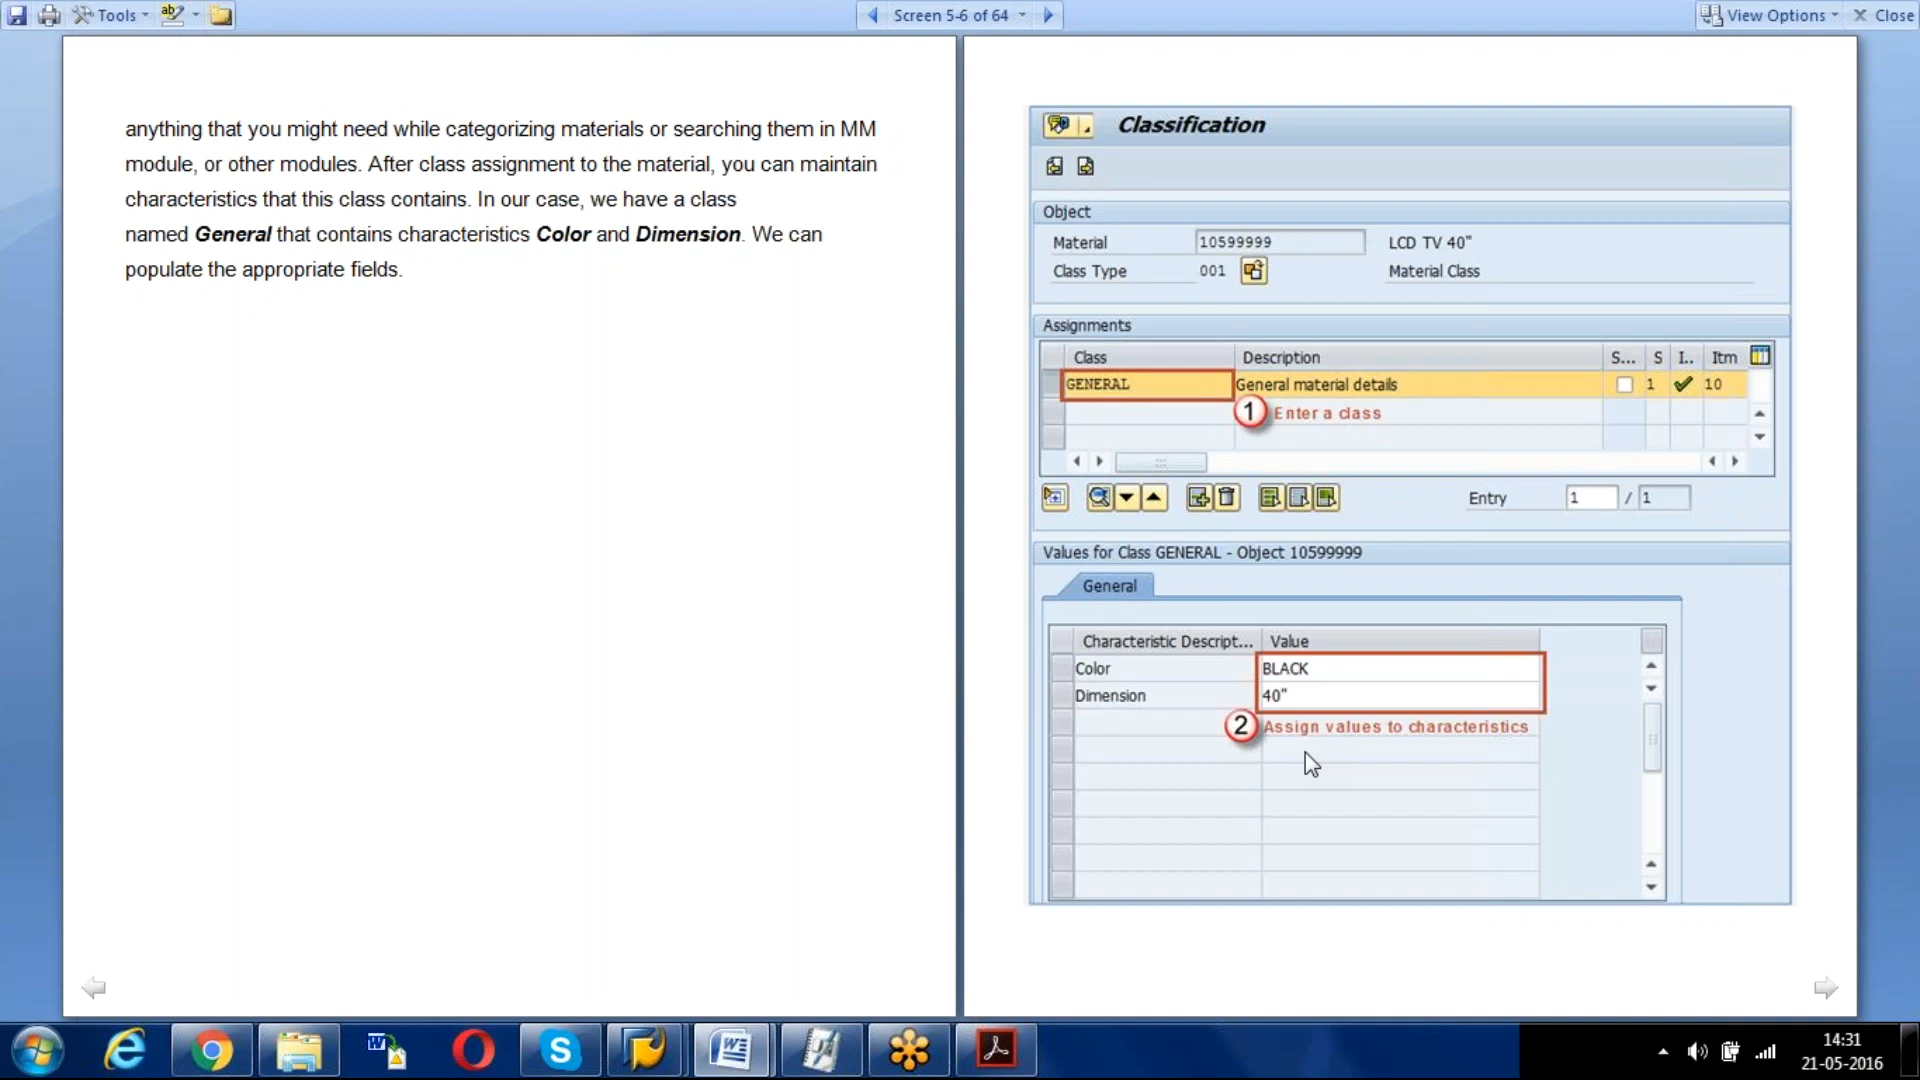 Tools
Screen 5-6 of 64
View Options
Close
anything that you might need while categorizing materials or searching them in MM
module, or other modules. After class assignment to the material, you can maintain
characteristics that this class contains. In our case, we have a class
named General that contains characteristics Color and Dimension. We can
populate the appropriate fields.
Classification
Object
Material 10599999 LCD TV 40"
Class Type 001 Material Class
Assignments
Class Description S... S I.. Itm
GENERAL General material details 1 10
1 Enter a class
Entry 1 / 1
Values for Class GENERAL - Object 10599999
General
Characteristic Descript... Value
Color BLACK
Dimension 40"
2 Assign values to characteristics
14:31
21-05-2016